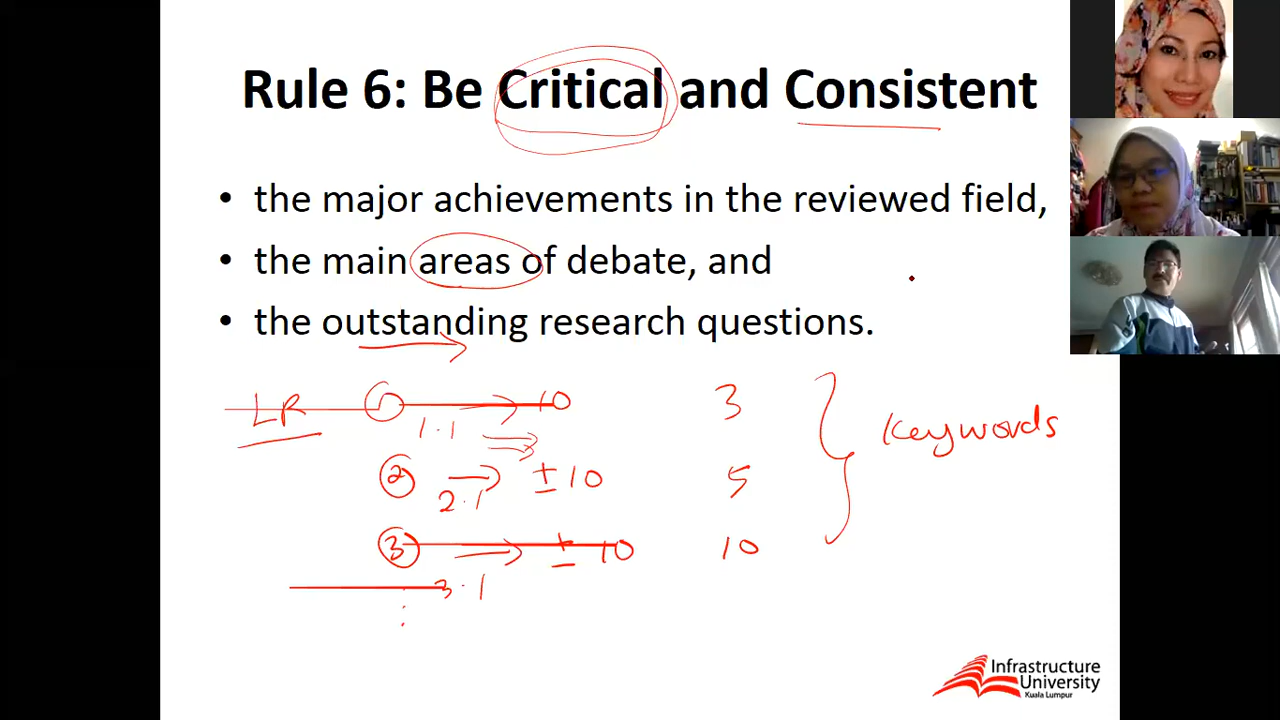 Rule 6: Be Critical and Consistent
• the major achievements in the reviewed field,
• the main areas of debate, and
• the outstanding research questions.
LR 1 10 3
1.1
Keywords
2 ±10 5
2.1
3 ±10 10
3.1
Infrastructure
University
Kuala Lumpur